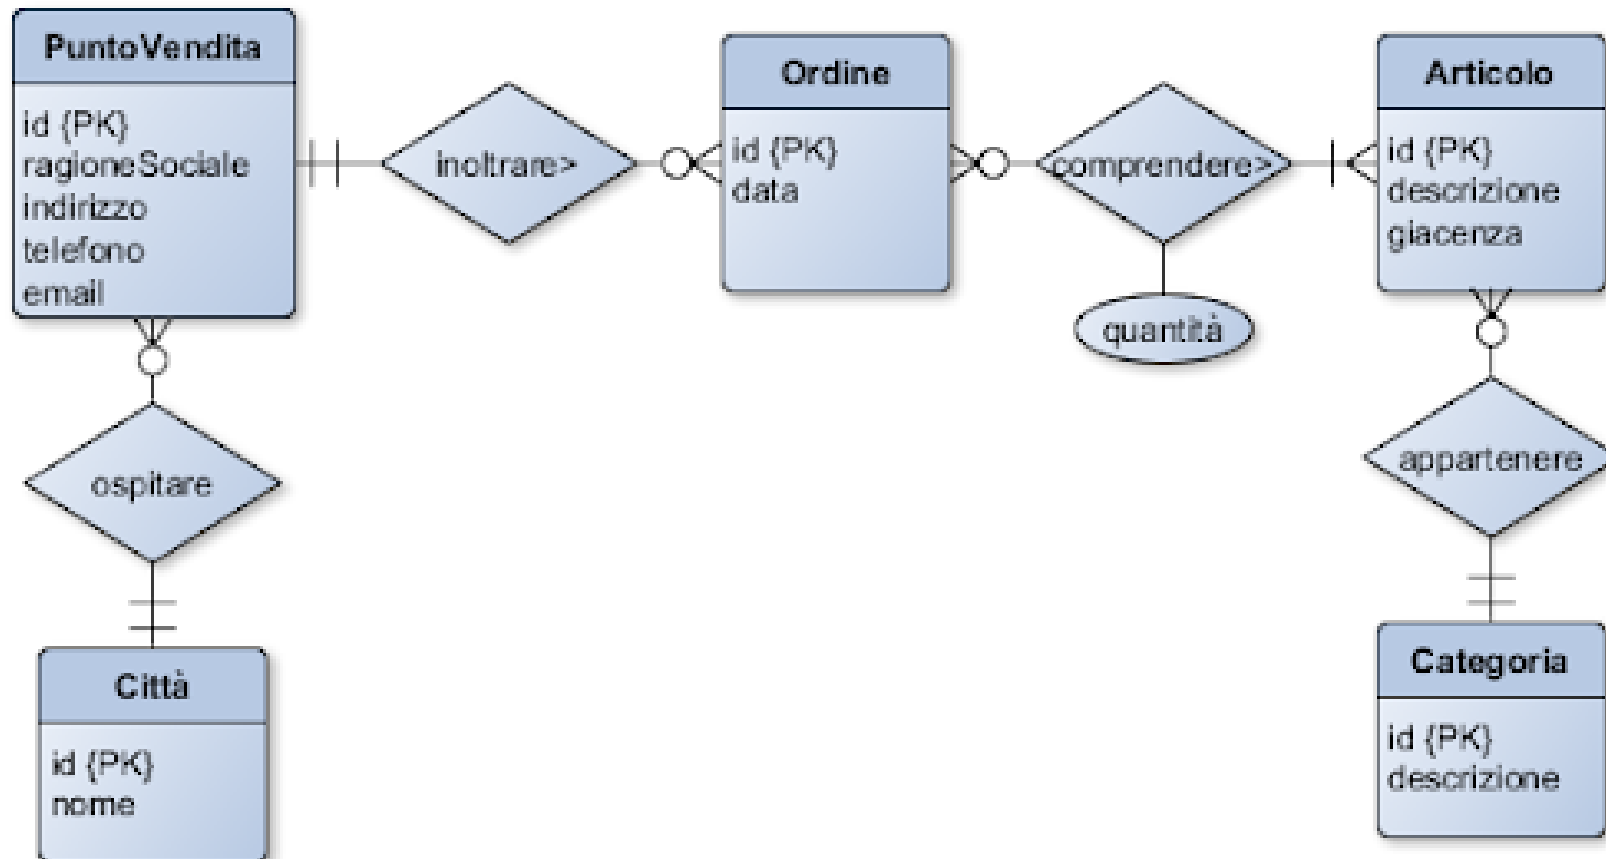 PuntoVendita
id {PK}
ragioneSociale
indirizzo
telefono
email
inoltrare>
Ordine
id {PK}
data
comprendere>
quantità
Articolo
id {PK}
descrizione
giacenza
ospitare
appartenere
Città
id {PK}
nome
Categoria
id {PK}
descrizione